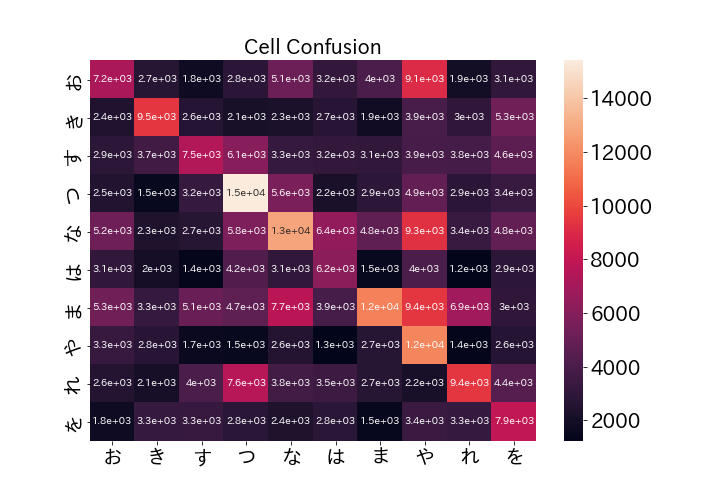 Cell Confusion
お 7.2e+03 2.7e+03 1.8e+03 2.8e+03 5.1e+03 3.2e+03 4e+03 9.1e+03 1.9e+03 3.1e+03
き 2.4e+03 9.5e+03 2.6e+03 2.1e+03 2.3e+03 2.7e+03 1.9e+03 3.9e+03 3e+03 5.3e+03
す 2.9e+03 3.7e+03 7.5e+03 6.1e+03 3.3e+03 3.2e+03 3.1e+03 3.9e+03 3.8e+03 4.6e+03
つ 2.5e+03 1.5e+03 3.2e+03 1.5e+04 5.6e+03 2.2e+03 2.9e+03 4.9e+03 2.9e+03 3.4e+03
な 5.2e+03 2.3e+03 2.7e+03 5.8e+03 1.3e+04 6.4e+03 4.8e+03 9.3e+03 3.4e+03 4.8e+03
は 3.1e+03 2e+03 1.4e+03 4.2e+03 3.1e+03 6.2e+03 1.5e+03 4e+03 1.2e+03 2.9e+03
ま 5.3e+03 3.3e+03 5.1e+03 4.7e+03 7.7e+03 3.9e+03 1.2e+04 9.4e+03 6.9e+03 3e+03
や 3.3e+03 2.8e+03 1.7e+03 1.5e+03 2.6e+03 1.3e+03 2.7e+03 1.2e+04 1.4e+03 2.6e+03
れ 2.6e+03 2.1e+03 4e+03 7.6e+03 3.8e+03 3.5e+03 2.7e+03 2.2e+03 9.4e+03 4.4e+03
を 1.8e+03 3.3e+03 3.3e+03 2.8e+03 2.4e+03 2.8e+03 1.5e+03 3.4e+03 3.3e+03 7.9e+03
お き す つ な は ま や れ を
14000
12000
10000
8000
6000
4000
2000